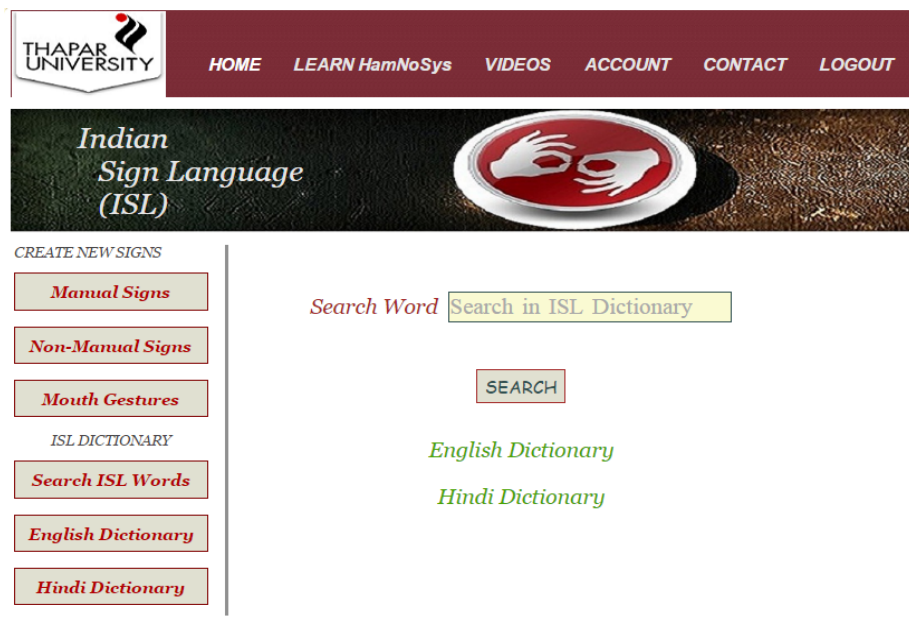 THAPAR
UNIVERSITY
HOME LEARN HamNoSys VIDEOS ACCOUNT CONTACT LOGOUT
Indian
Sign Language
(ISL)
CREATE NEW SIGNS
Manual Signs
Non-Manual Signs
Mouth Gestures
ISL DICTIONARY
Search ISL Words
English Dictionary
Hindi Dictionary
Search Word Search in ISL Dictionary
SEARCH
English Dictionary
Hindi Dictionary